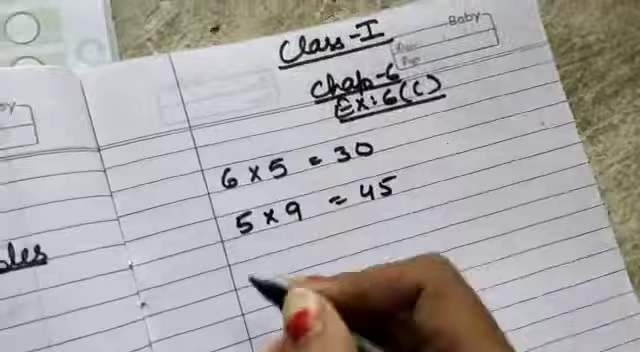 Baby
Class-I
Chap-6
Ex: 6(C)
6 × 5 = 30
5 × 9 = 45